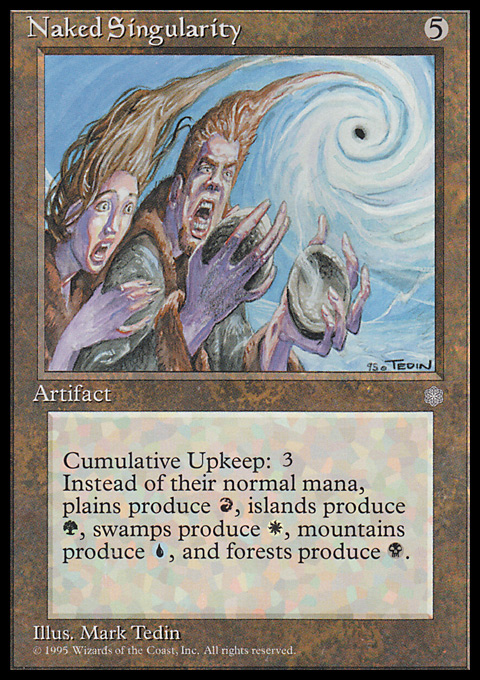 Naked Singularity 5
95 © TEDIN
Artifact
Cumulative Upkeep: 3
Instead of their normal mana,
plains produce , islands produce
, swamps produce , mountains
produce , and forests produce .
Illus. Mark Tedin
© 1995 Wizards of the Coast, Inc. All rights reserved.